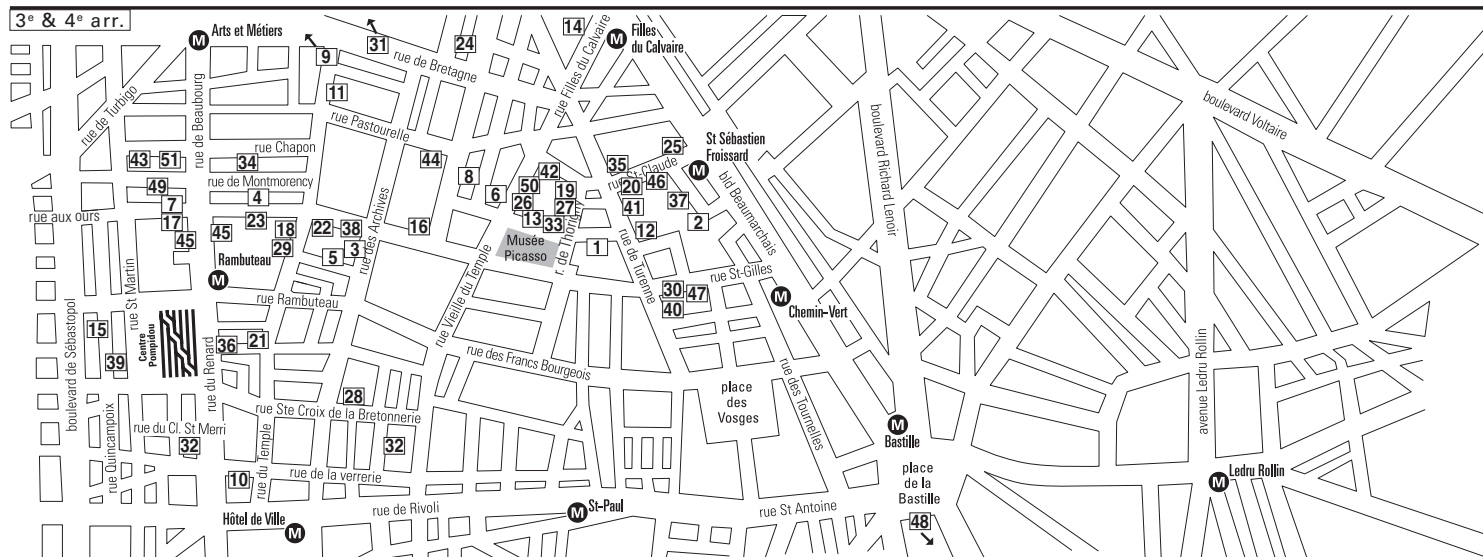 3e & 4e arr.
Arts et Métiers
M
9
31
24
14
Filles
du Calvaire
M
rue de Bretagne
rue Filles du Calvaire
11
rue de Turbigo
rue de Beaubourg
rue Pastourelle
boulevard Richard Lenoir
boulevard Voltaire
43
51
rue Chapon
34
44
8
42
35
25
St Sébastien
Froissard
M
rue St-Claude
49
rue de Montmorency
4
6
50
19
20
46
37
7
26
27
41
2
rue aux ours
17
23
18
22
38
16
13
33
12
bld Beaumarchais
45
45
29
5
3
rue des Archives
Musée
Picasso
r. de Thorigny
1
rue de Turenne
Rambuteau
M
rue St-Gilles
rue St Martin
rue Rambuteau
rue Vieille du Temple
30
47
40
M
Chemin-Vert
boulevard de Sébastopol
15
39
Centre
Pompidou
36
21
rue du Renard
rue des Francs Bourgeois
place
des
Vosges
rue des Tournelles
avenue Ledru Rollin
28
rue Ste Croix de la Bretonnerie
rue Quincampoix
rue du Cl. St Merri
32
32
M
Bastille
10
rue du Temple
rue de la verrerie
place
de la
Bastille
Ledru Rollin
M
Hôtel de Ville
M
rue de Rivoli
M
St-Paul
rue St Antoine
48